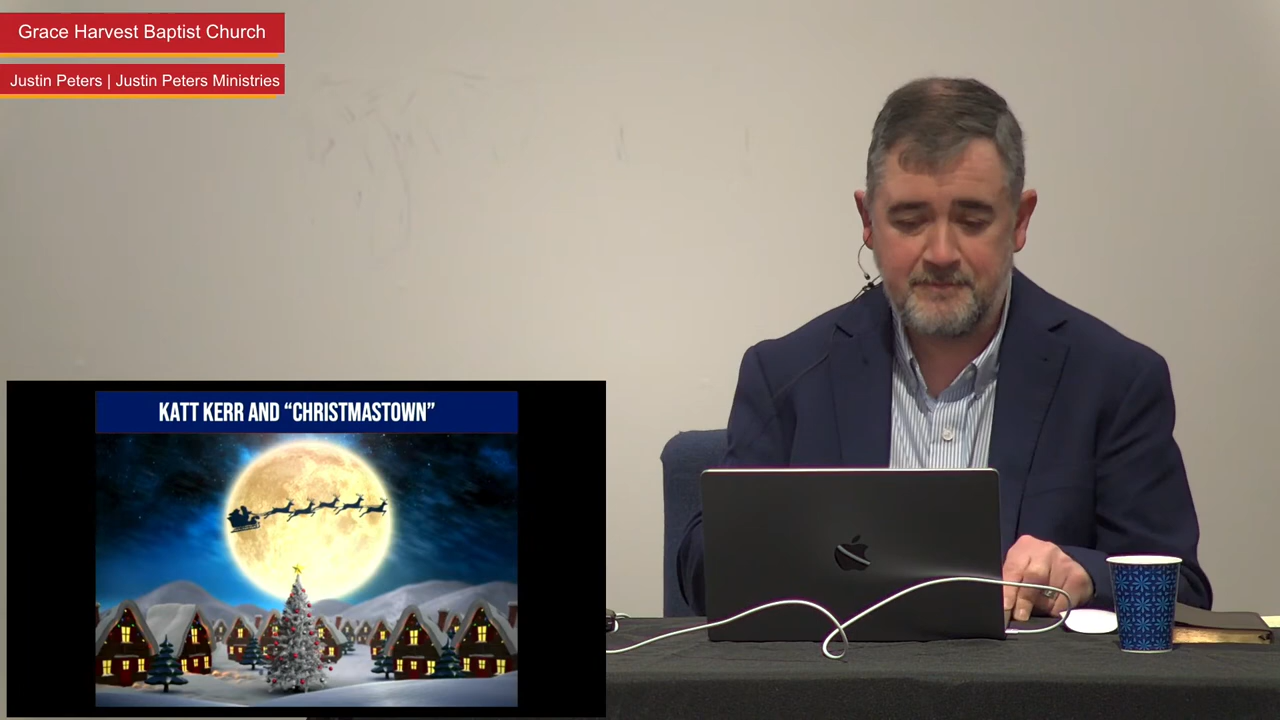 Grace Harvest Baptist Church
Justin Peters | Justin Peters Ministries
KATT KERR AND “CHRISTMASTOWN”